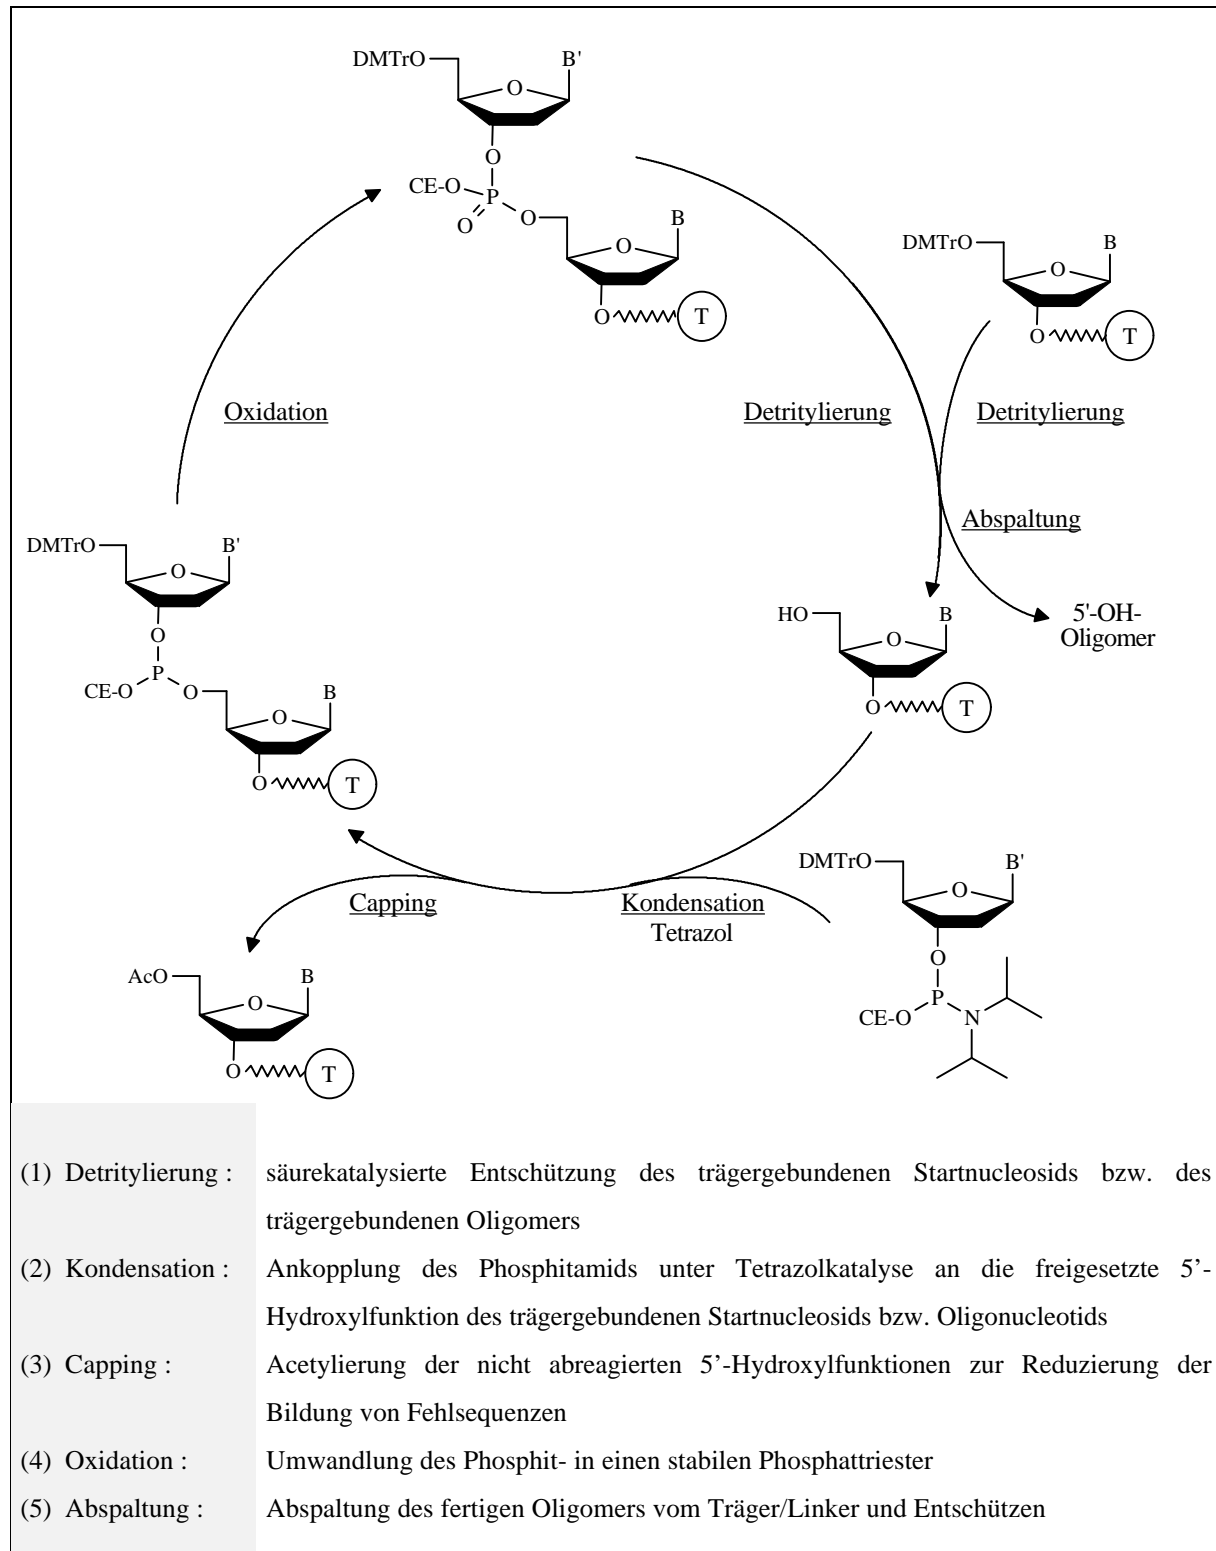 DMTrO
B'
O
O
CE-O
P
O
O
B
O
O
T
DMTrO
B
O
O
T
Oxidation
Detritylierung
Detritylierung
Abspaltung
DMTrO
B'
O
O
P
CE-O
O
B
O
O
T
HO
B
O
O
T
5'-OH-
Oligomer
DMTrO
B'
O
O
P
CE-O
N
Capping
Kondensation
Tetrazol
AcO
B
O
O
T
(1) Detritylierung : säurekatalysierte Entschützung des trägergebundenen Startnucleosids bzw. des
trägergebundenen Oligomers
(2) Kondensation : Ankopplung des Phosphitamids unter Tetrazolkatalyse an die freigesetzte 5’-
Hydroxylfunktion des trägergebundenen Startnucleosids bzw. Oligonucleotids
(3) Capping : Acetylierung der nicht abreagierten 5’-Hydroxylfunktionen zur Reduzierung der
Bildung von Fehlsequenzen
(4) Oxidation : Umwandlung des Phosphit- in einen stabilen Phosphattriester
(5) Abspaltung : Abspaltung des fertigen Oligomers vom Träger/Linker und Entschützen